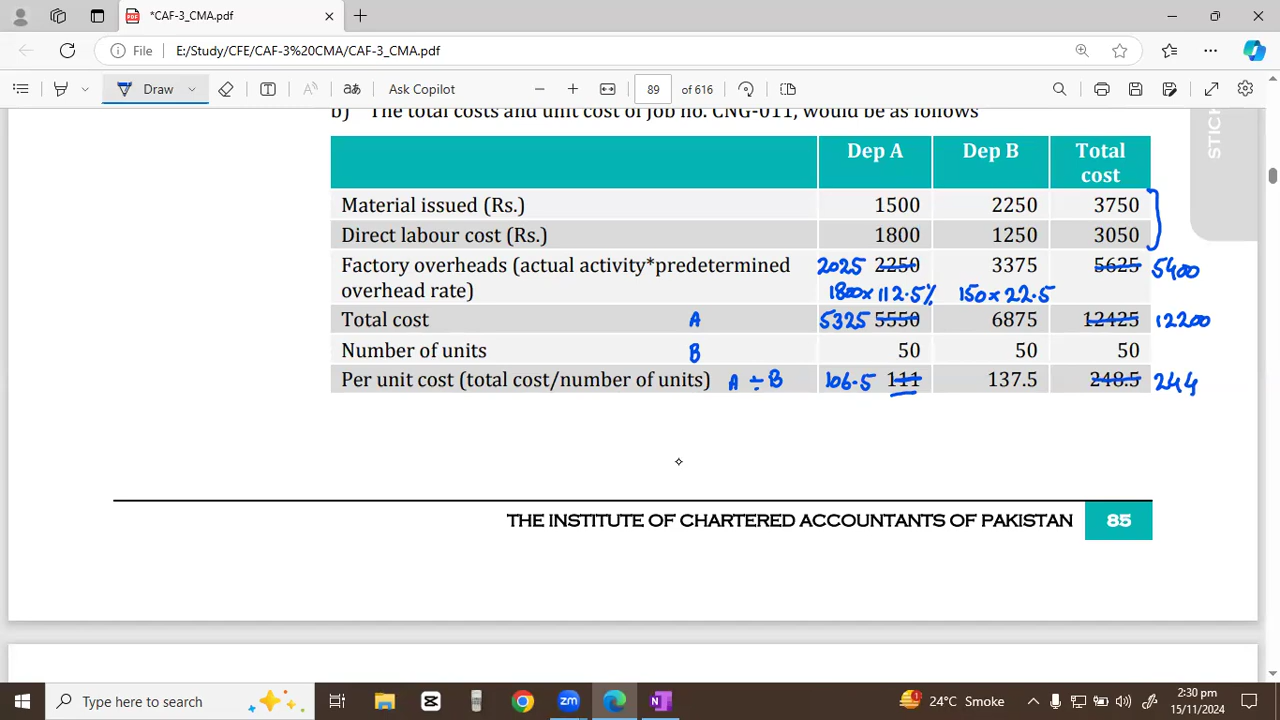 *CAF-3_CMA.pdf
File E:/Study/CFE/CAF-3%20CMA/CAF-3_CMA.pdf
Draw Ask Copilot 89 of 616
b) The total costs and unit cost of job no. CNG-011, would be as follows
Dep A Dep B Total cost
Material issued (Rs.) 1500 2250 3750
Direct labour cost (Rs.) 1800 1250 3050
Factory overheads (actual activity*predetermined 2025 2250 3375 5625 5400
overhead rate) 1800x112.5% 150x22.5
Total cost A 5325 5550 6875 12425 12200
Number of units B 50 50 50
Per unit cost (total cost/number of units) A ÷ B 106.5 111 137.5 248.5 244
THE INSTITUTE OF CHARTERED ACCOUNTANTS OF PAKISTAN 85
STICK
Type here to search
24°C Smoke
2:30 pm
15/11/2024